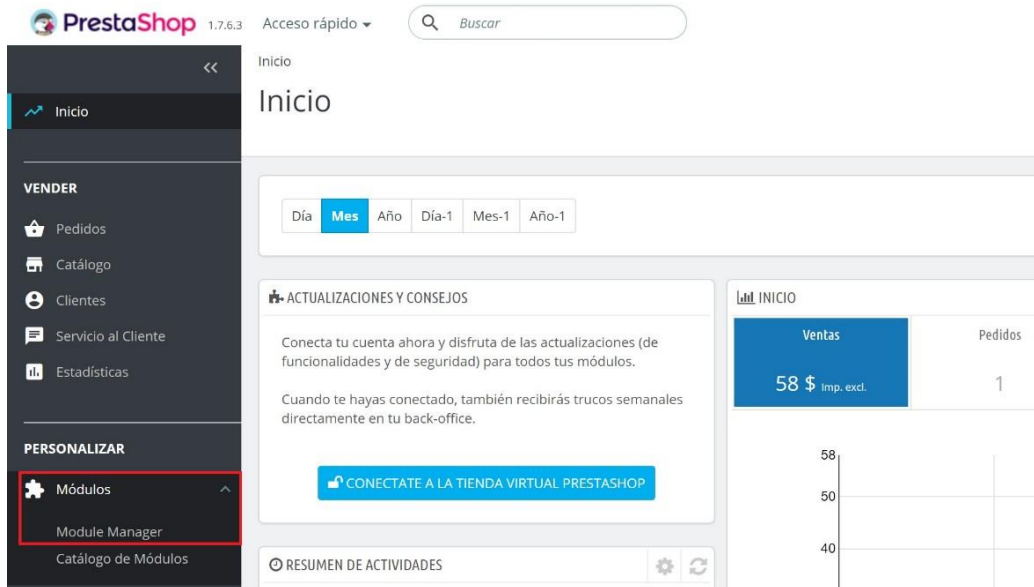 PrestaShop 1.7.6.3 Acceso rápido Buscar
Inicio
Inicio
Inicio
VENDER
Pedidos
Catálogo
Clientes
Servicio al Cliente
Estadísticas
PERSONALIZAR
Módulos
Module Manager
Catálogo de Módulos
Día Mes Año Día-1 Mes-1 Año-1
ACTUALIZACIONES Y CONSEJOS
Conecta tu cuenta ahora y disfruta de las actualizaciones (de
funcionalidades y de seguridad) para todos tus módulos.
Cuando te hayas conectado, también recibirás trucos semanales
directamente en tu back-office.
CONECTATE A LA TIENDA VIRTUAL PRESTASHOP
RESUMEN DE ACTIVIDADES
INICIO
Ventas Pedidos
58 $ Imp. excl. 1
58
50
40